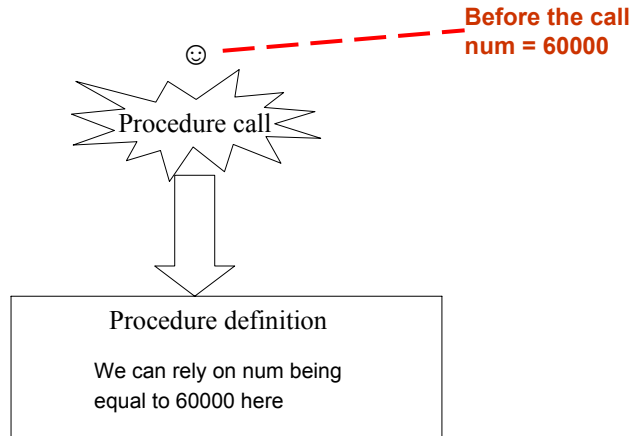 Before the call
num = 60000
Procedure call
Procedure definition
We can rely on num being
equal to 60000 here